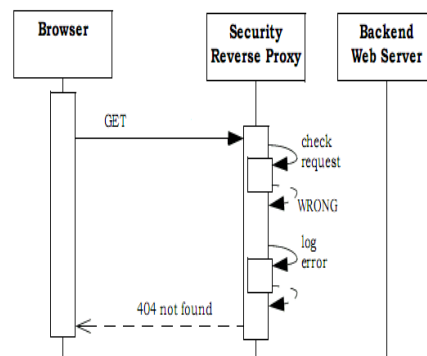 Browser
Security
Reverse Proxy
Backend
Web Server
GET
check
request
WRONG
log
error
404 not found